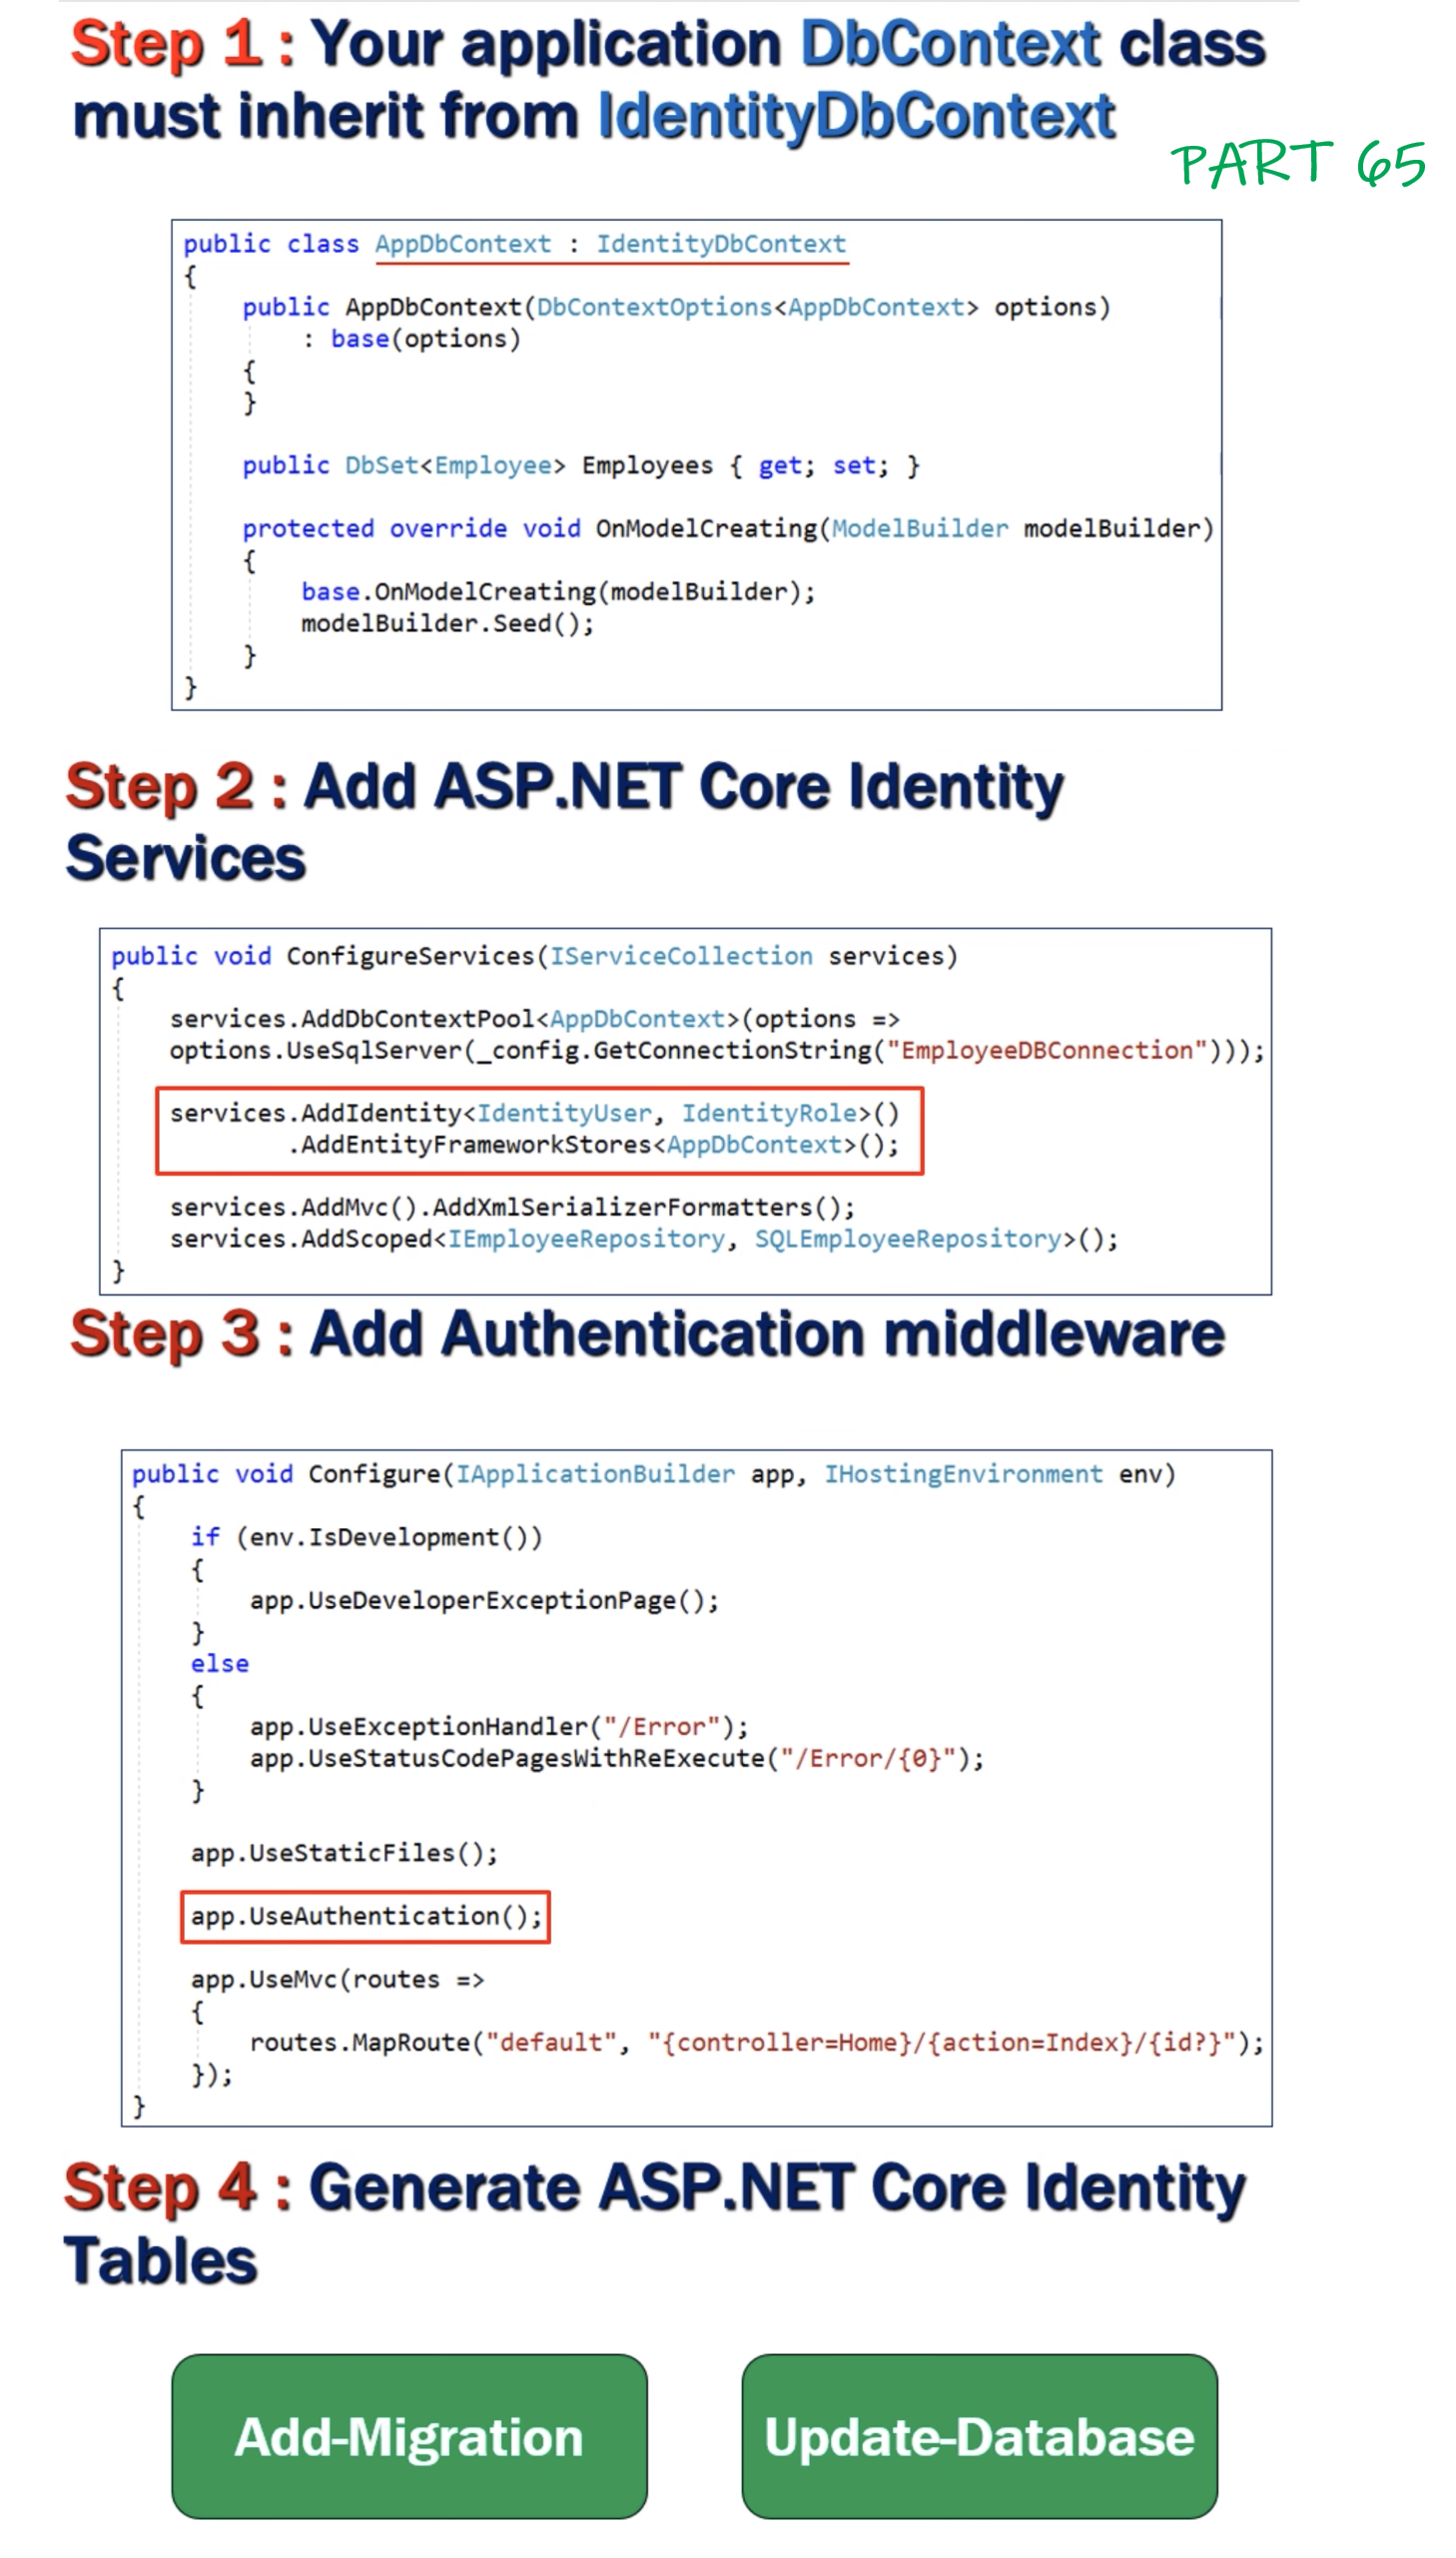 Step 1 : Your application DbContext class
must inherit from IdentityDbContext
PART 65
public class AppDbContext : IdentityDbContext
{
    public AppDbContext(DbContextOptions<AppDbContext> options)
        : base(options)
    {
    }
    public DbSet<Employee> Employees { get; set; }
    protected override void OnModelCreating(ModelBuilder modelBuilder)
    {
        base.OnModelCreating(modelBuilder);
        modelBuilder.Seed();
    }
}
Step 2 : Add ASP.NET Core Identity
Services
public void ConfigureServices(IServiceCollection services)
{
    services.AddDbContextPool<AppDbContext>(options =>
    options.UseSqlServer(_config.GetConnectionString("EmployeeDBConnection")));
    services.AddIdentity<IdentityUser, IdentityRole>()
            .AddEntityFrameworkStores<AppDbContext>();
    services.AddMvc().AddXmlSerializerFormatters();
    services.AddScoped<IEmployeeRepository, SQLEmployeeRepository>();
}
Step 3 : Add Authentication middleware
public void Configure(IApplicationBuilder app, IHostingEnvironment env)
{
    if (env.IsDevelopment())
    {
        app.UseDeveloperExceptionPage();
    }
    else
    {
        app.UseExceptionHandler("/Error");
        app.UseStatusCodePagesWithReExecute("/Error/{0}");
    }
    app.UseStaticFiles();
    app.UseAuthentication();
    app.UseMvc(routes =>
    {
        routes.MapRoute("default", "{controller=Home}/{action=Index}/{id?}");
    });
}
Step 4 : Generate ASP.NET Core Identity
Tables
Add-Migration
Update-Database